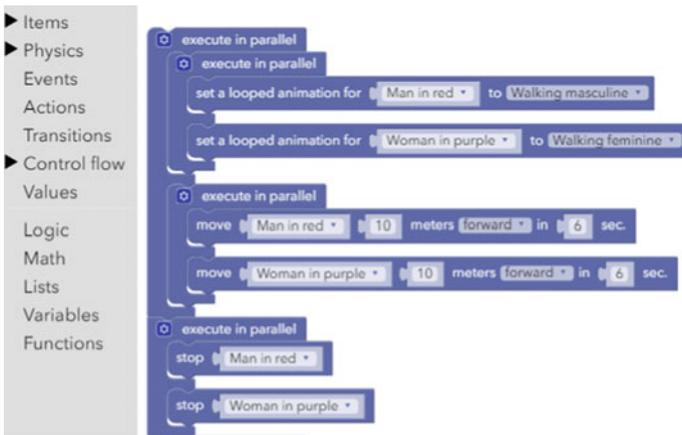 Items
Physics
Events
Actions
Transitions
Control flow
Values
Logic
Math
Lists
Variables
Functions
execute in parallel
execute in parallel
set a looped animation for Man in red to Walking masculine
set a looped animation for Woman in purple to Walking feminine
execute in parallel
move Man in red 10 meters forward in 6 sec.
move Woman in purple 10 meters forward in 6 sec.
execute in parallel
stop Man in red
stop Woman in purple